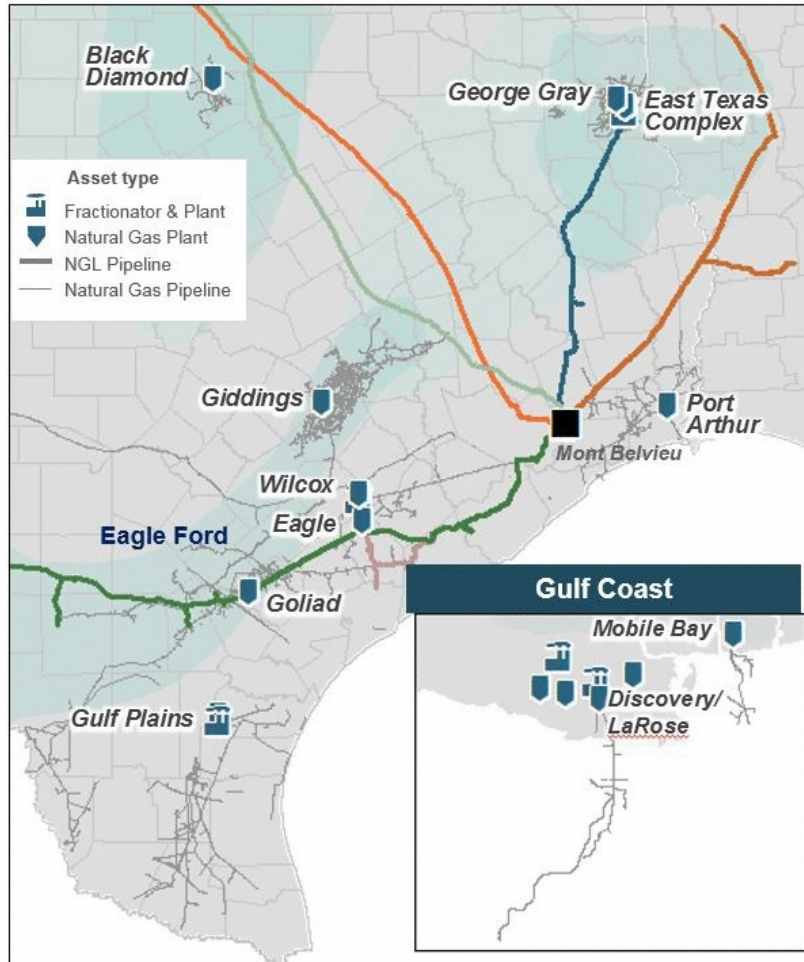 Black
Diamond
George Gray
East Texas
Complex
Asset type
Fractionator & Plant
Natural Gas Plant
NGL Pipeline
Natural Gas Pipeline
Giddings
Port
Arthur
Mont Belvieu
Wilcox
Eagle
Eagle Ford
Goliad
Gulf Coast
Mobile Bay
Discovery/
LaRose
Gulf Plains